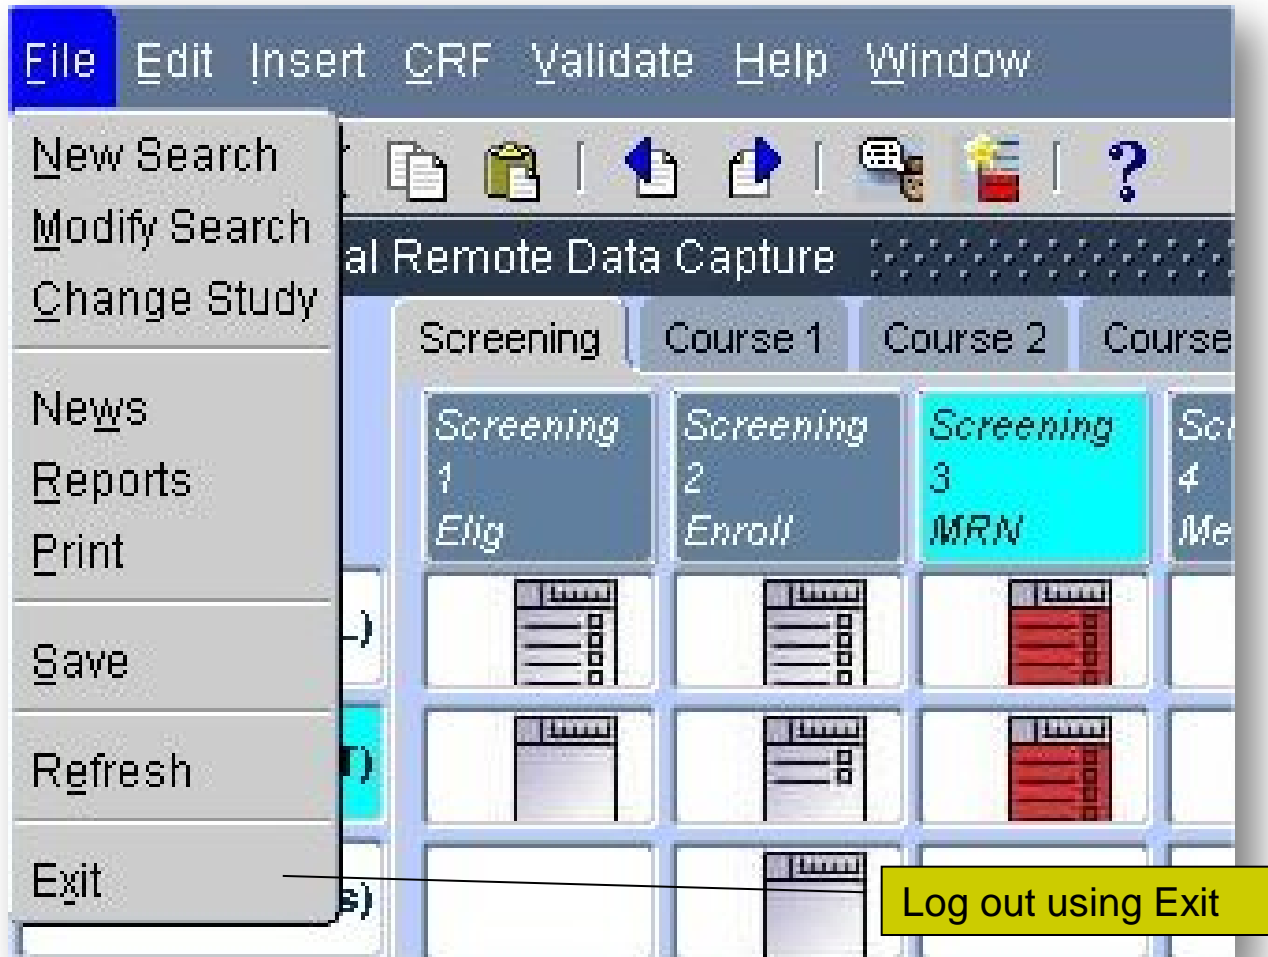 File Edit Insert CRF Validate Help Window
New Search
Modify Search
Change Study
News
Reports
Print
Save
Refresh
Exit
?
al Remote Data Capture
Screening Course 1 Course 2 Course
Screening
1
Elig
Screening
2
Enroll
Screening
3
MRN
Scr
4
Me
L)
T)
s)
Log out using Exit